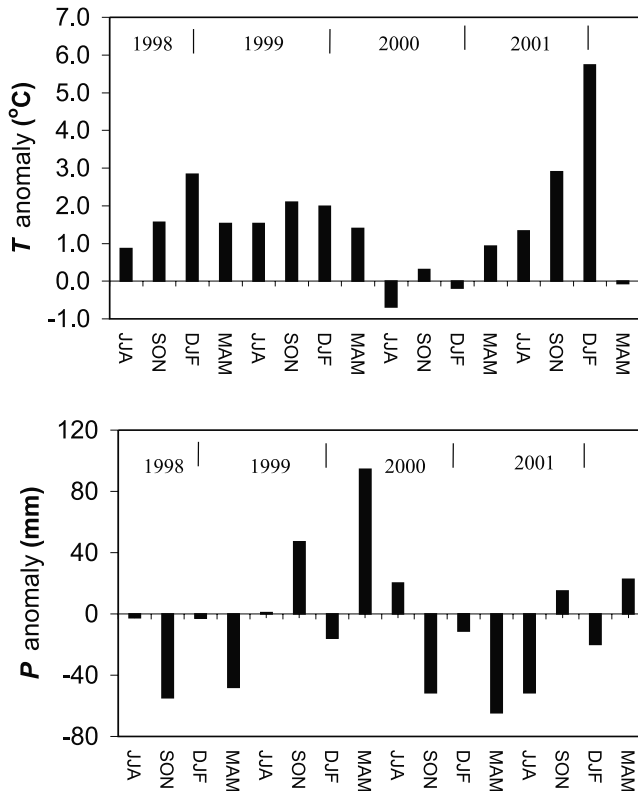 7.0
6.0
5.0
4.0
3.0
2.0
1.0
0.0
-1.0
T anomaly (°C)
1998 1999 2000 2001
JJA SON DJF MAM JJA SON DJF MAM JJA SON DJF MAM JJA SON DJF MAM
120
80
40
0
-40
-80
P anomaly (mm)
1998 1999 2000 2001
JJA SON DJF MAM JJA SON DJF MAM JJA SON DJF MAM JJA SON DJF MAM